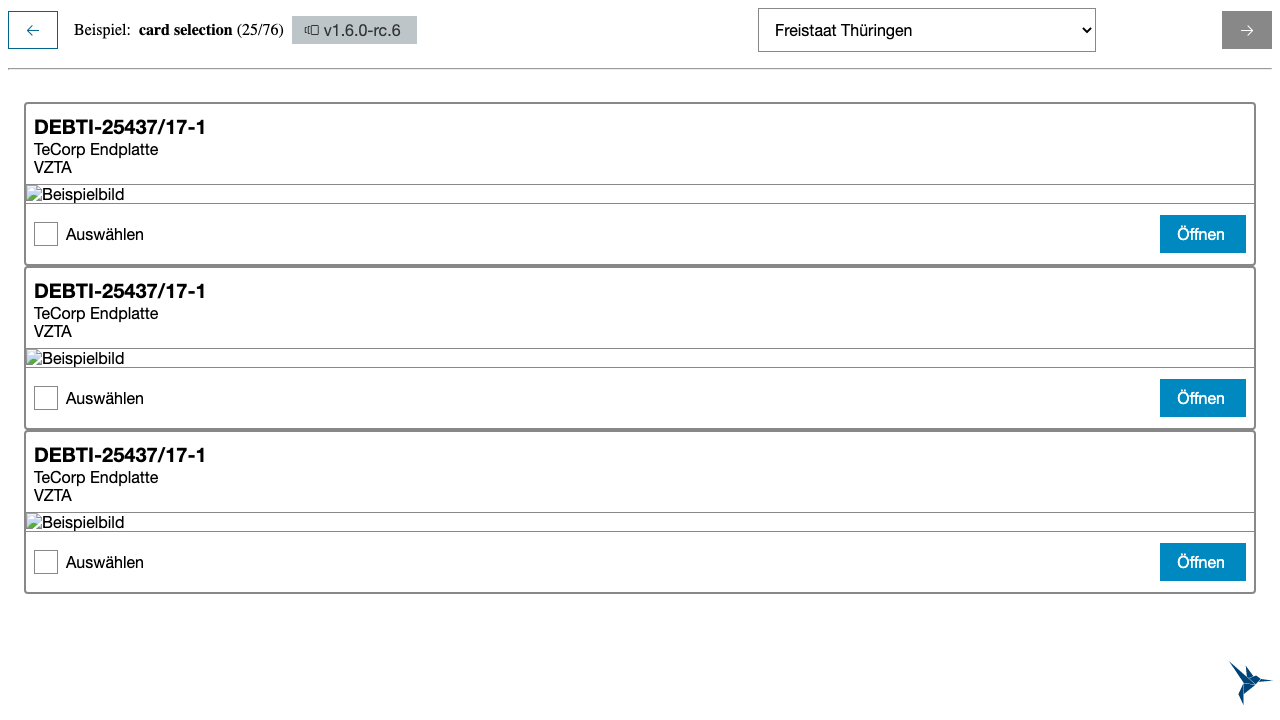 Beispiel: card selection (25/76) v1.6.0-rc.6 Freistaat Thüringen
DEBTI-25437/17-1
TeCorp Endplatte
VZTA
Beispielbild
Auswählen Öffnen
DEBTI-25437/17-1
TeCorp Endplatte
VZTA
Beispielbild
Auswählen Öffnen
DEBTI-25437/17-1
TeCorp Endplatte
VZTA
Beispielbild
Auswählen Öffnen